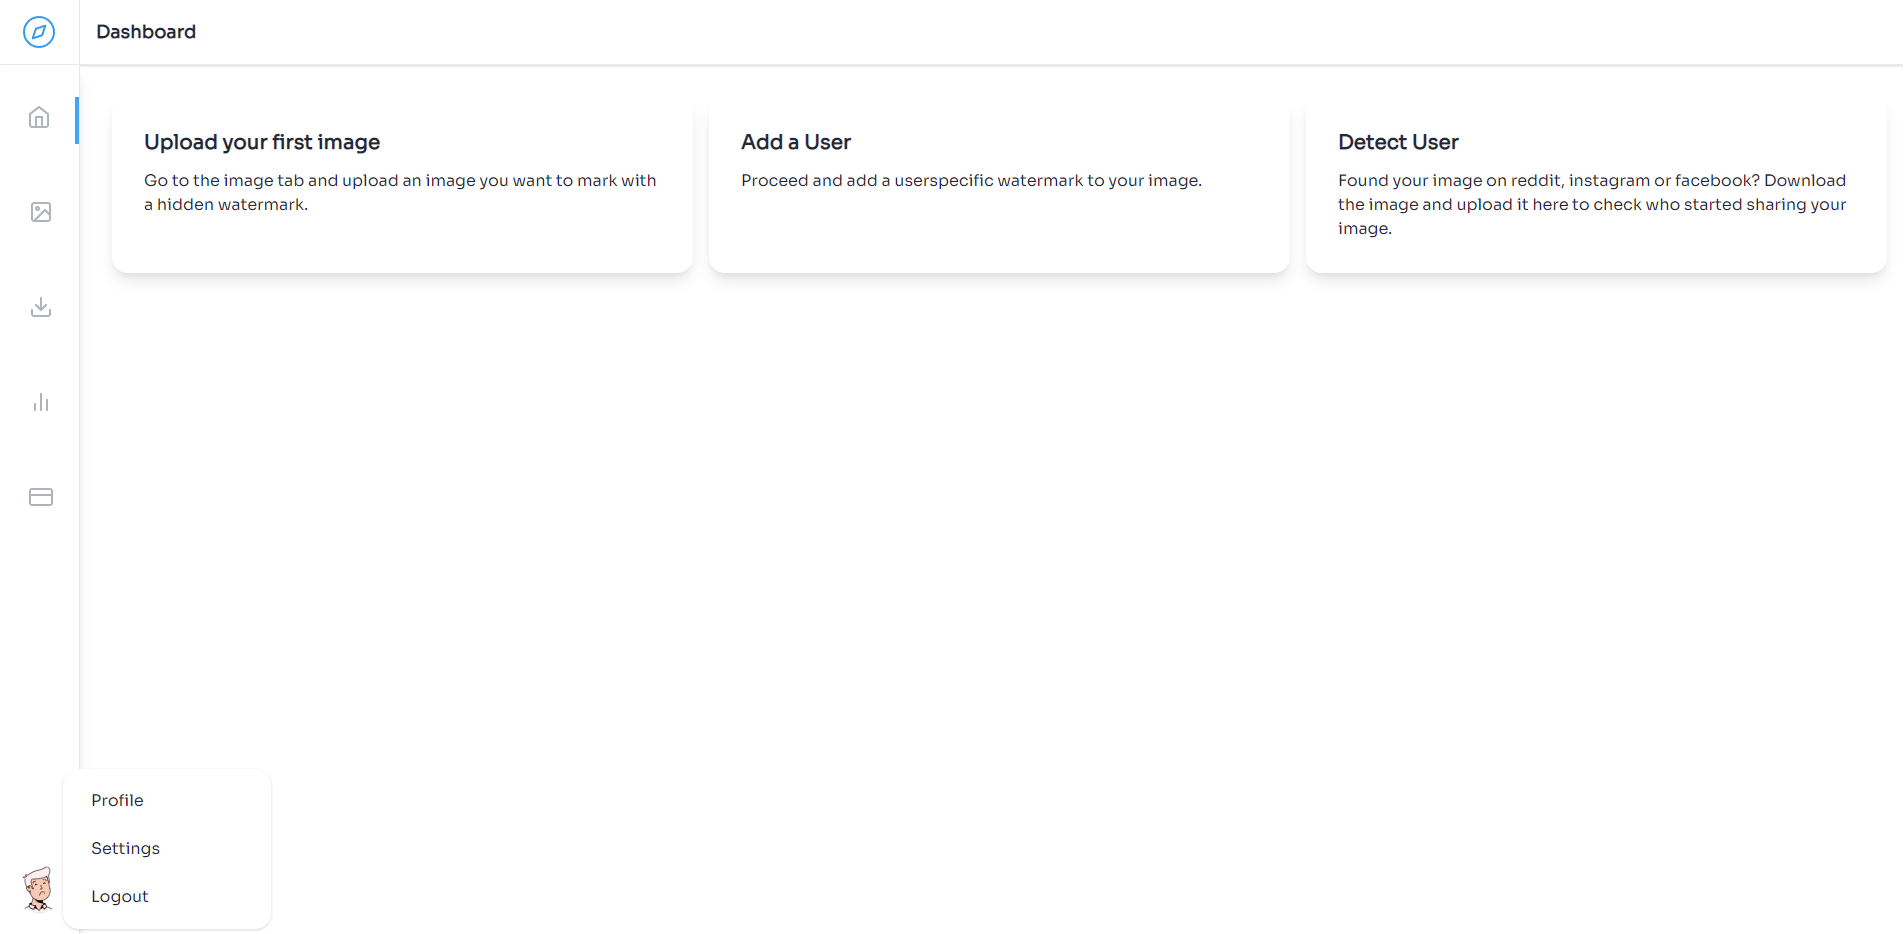 Dashboard
Upload your first image
Go to the image tab and upload an image you want to mark with
a hidden watermark.
Add a User
Proceed and add a userspecific watermark to your image.
Detect User
Found your image on reddit, instagram or facebook? Download
the image and upload it here to check who started sharing your
image.
Profile
Settings
Logout